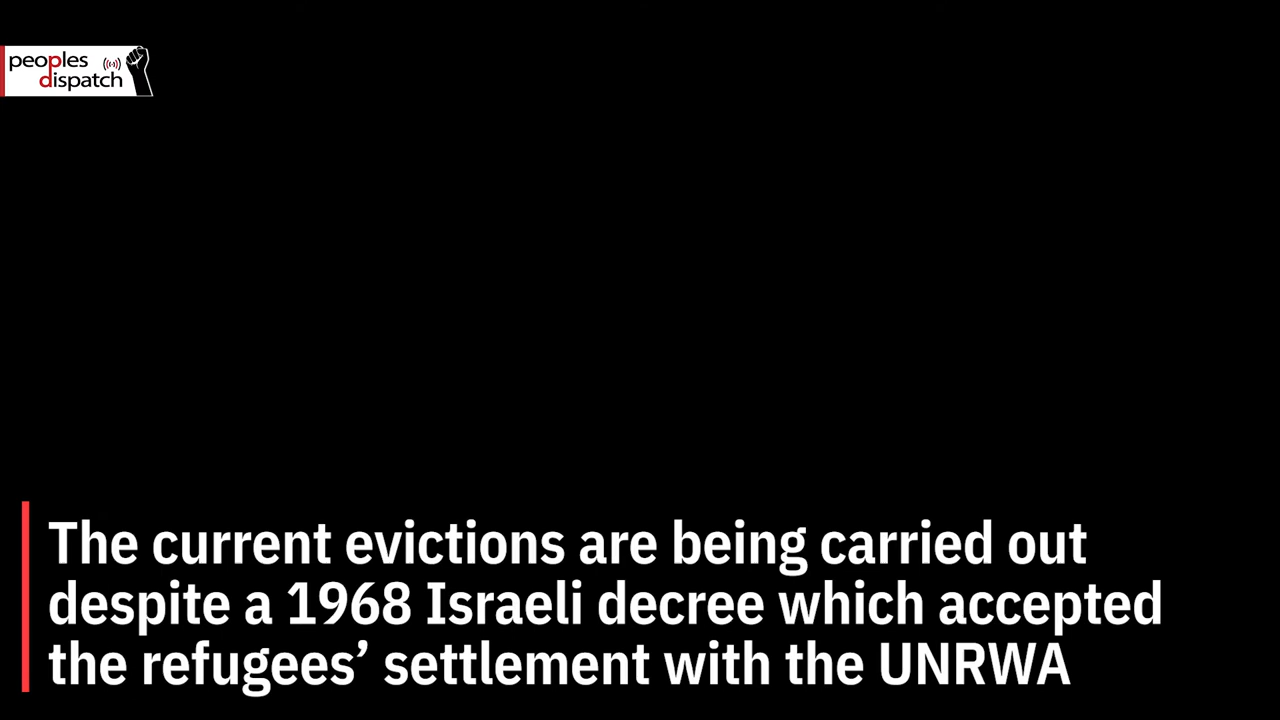 peoples
dispatch
The current evictions are being carried out
despite a 1968 Israeli decree which accepted
the refugees’ settlement with the UNRWA